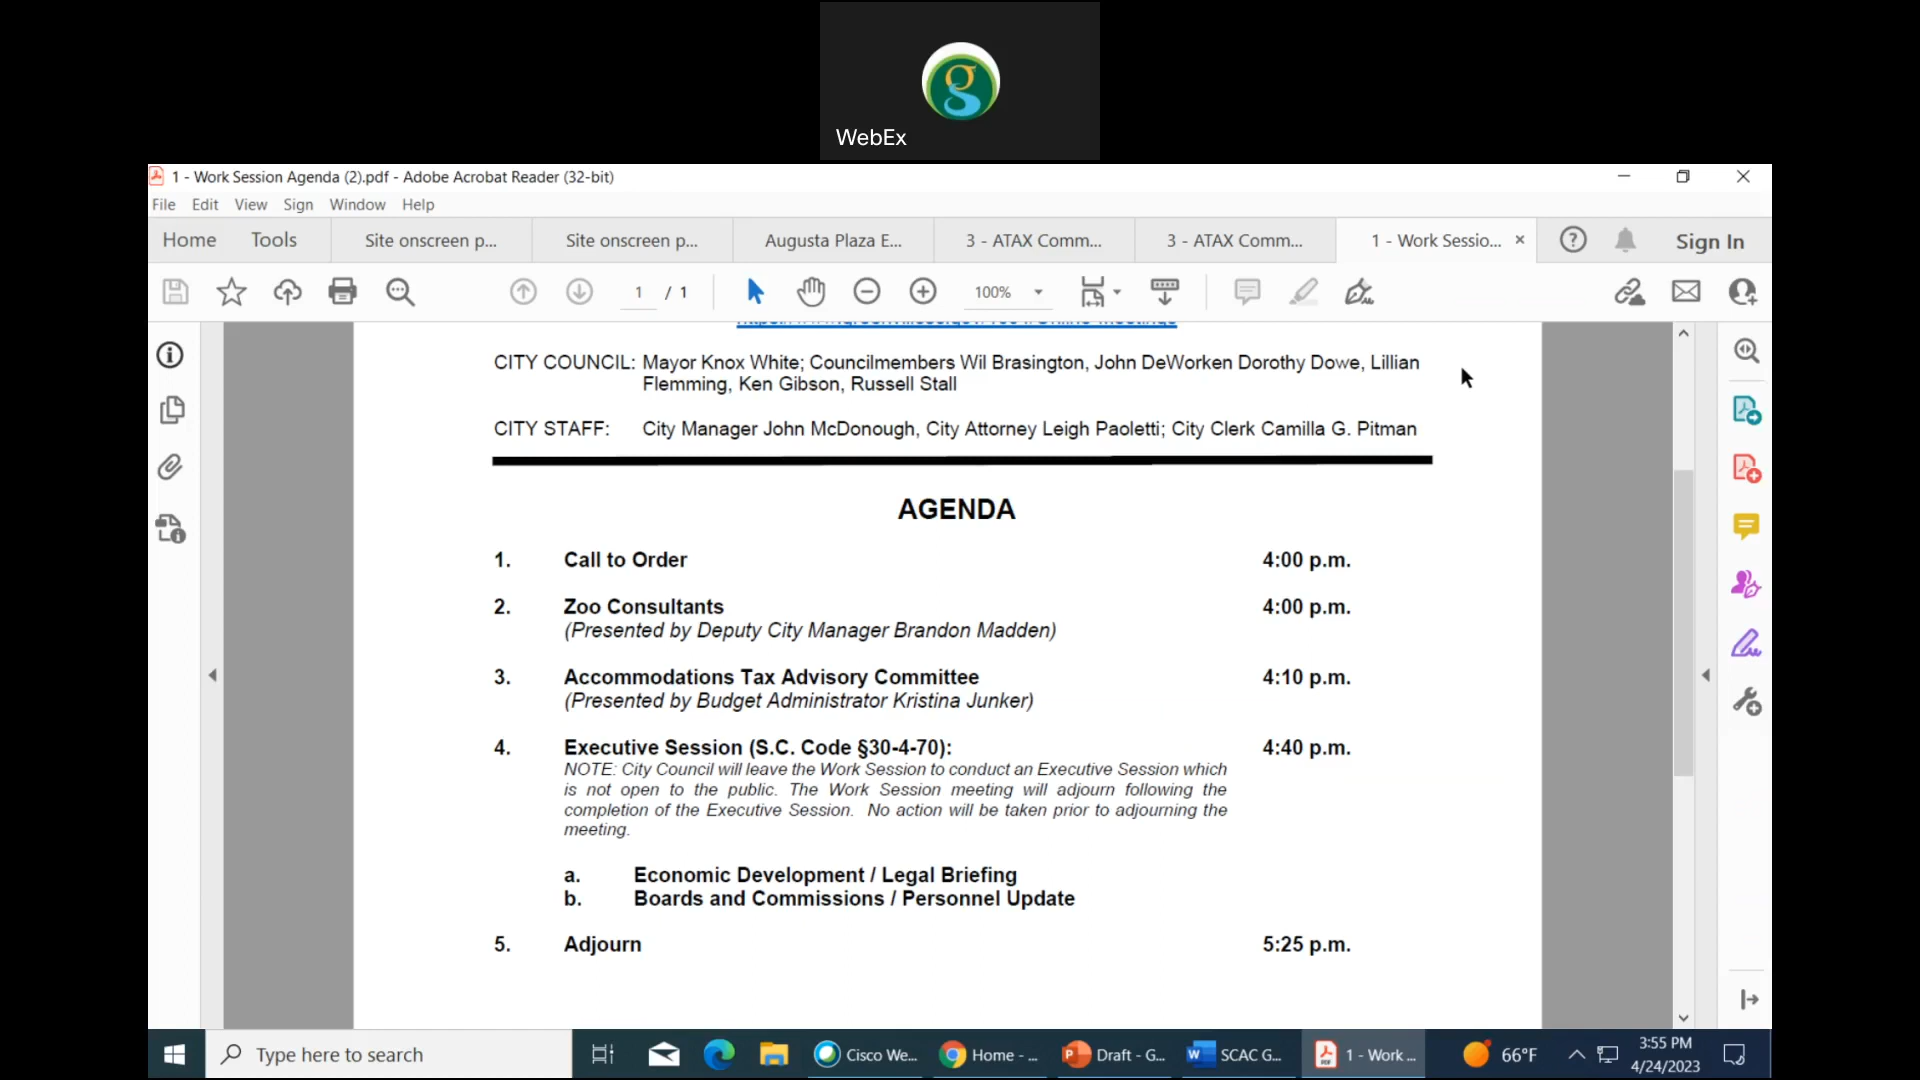 WebEx
1 - Work Session Agenda (2).pdf - Adobe Acrobat Reader (32-bit)
File Edit View Sign Window Help
Home Tools Site onscreen p... Site onscreen p... Augusta Plaza E... 3 - ATAX Comm... 3 - ATAX Comm... 1 - Work Sessio... Sign In
1 / 1 100%
CITY COUNCIL: Mayor Knox White; Councilmembers Wil Brasington, John DeWorken Dorothy Dowe, Lillian
Flemming, Ken Gibson, Russell Stall
CITY STAFF: City Manager John McDonough, City Attorney Leigh Paoletti; City Clerk Camilla G. Pitman
AGENDA
1. Call to Order 4:00 p.m.
2. Zoo Consultants 4:00 p.m.
(Presented by Deputy City Manager Brandon Madden)
3. Accommodations Tax Advisory Committee 4:10 p.m.
(Presented by Budget Administrator Kristina Junker)
4. Executive Session (S.C. Code §30-4-70): 4:40 p.m.
NOTE: City Council will leave the Work Session to conduct an Executive Session which
is not open to the public. The Work Session meeting will adjourn following the
completion of the Executive Session. No action will be taken prior to adjourning the
meeting.
a. Economic Development / Legal Briefing
b. Boards and Commissions / Personnel Update
5. Adjourn 5:25 p.m.
Type here to search Cisco We... Home - ... Draft - G... SCAC G... 1 - Work ... 66°F 3:55 PM
4/24/2023